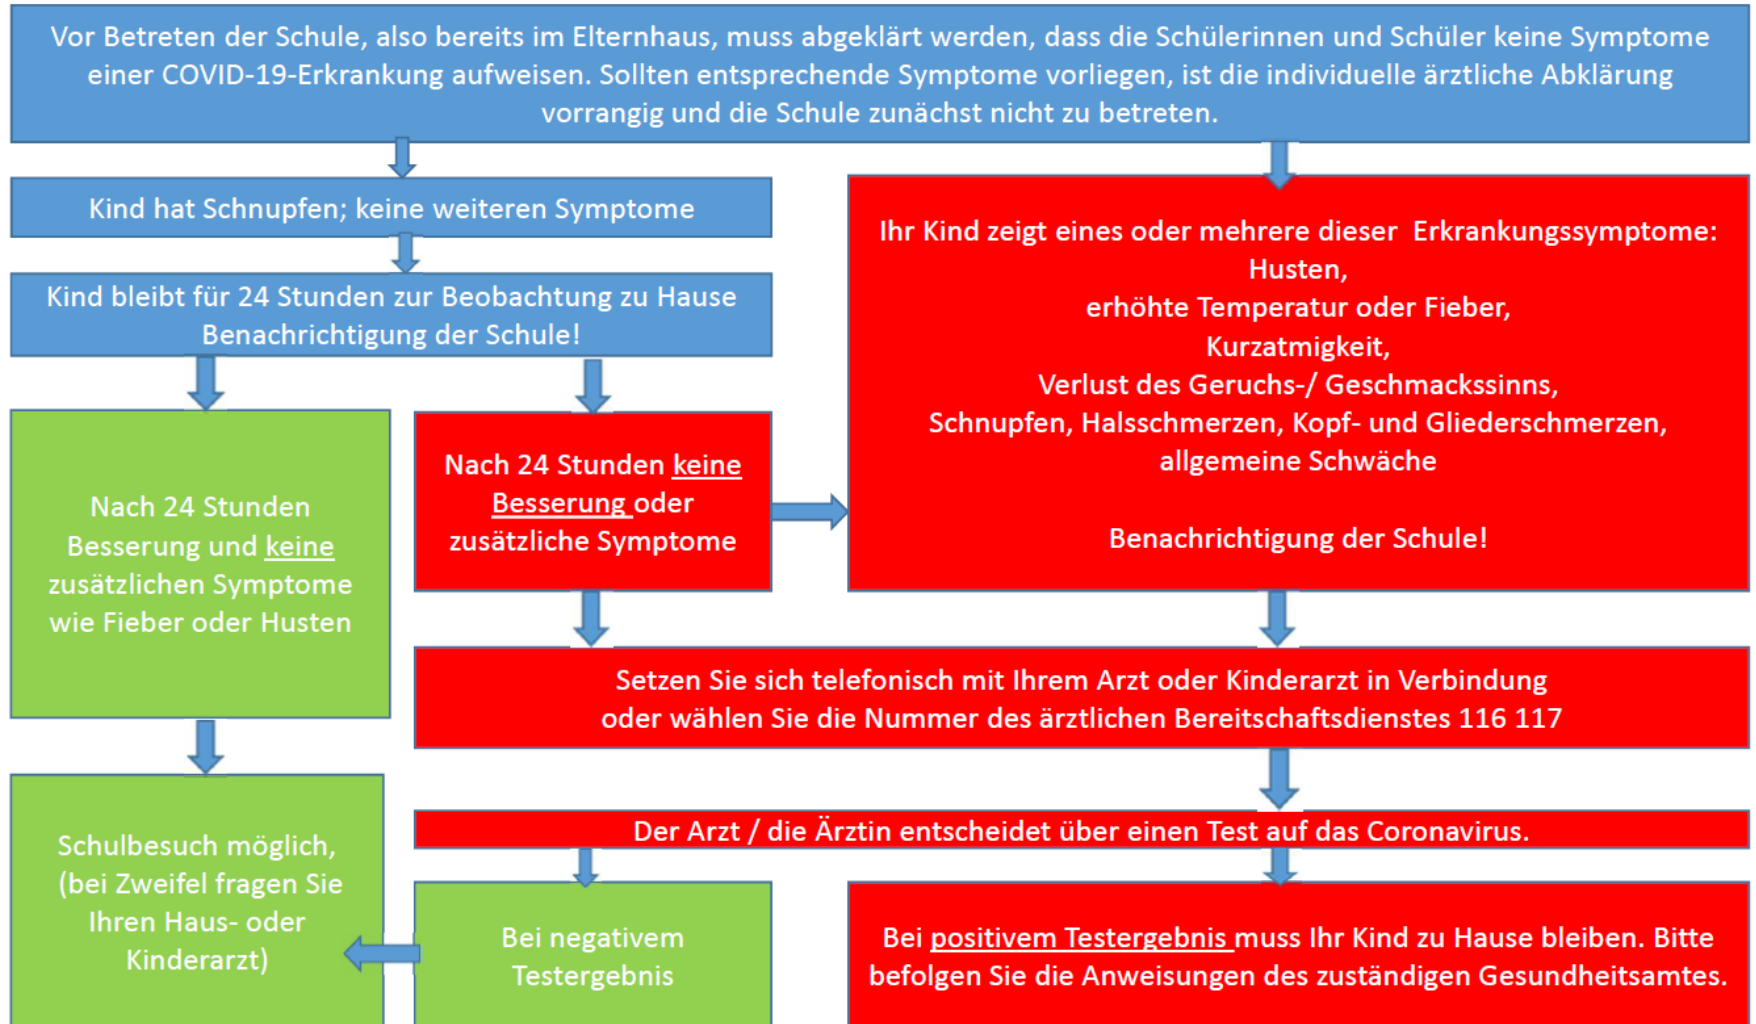 Vor Betreten der Schule, also bereits im Elternhaus, muss abgeklärt werden, dass die Schülerinnen und Schüler keine Symptome
einer COVID-19-Erkrankung aufweisen. Sollten entsprechende Symptome vorliegen, ist die individuelle ärztliche Abklärung
vorrangig und die Schule zunächst nicht zu betreten.
Kind hat Schnupfen; keine weiteren Symptome
Kind bleibt für 24 Stunden zur Beobachtung zu Hause
Benachrichtigung der Schule!
Nach 24 Stunden
Besserung und keine
zusätzlichen Symptome
wie Fieber oder Husten
Nach 24 Stunden keine
Besserung oder
zusätzliche Symptome
Ihr Kind zeigt eines oder mehrere dieser Erkrankungssymptome:
Husten,
erhöhte Temperatur oder Fieber,
Kurzatmigkeit,
Verlust des Geruchs-/ Geschmackssinns,
Schnupfen, Halsschmerzen, Kopf- und Gliederschmerzen,
allgemeine Schwäche
Benachrichtigung der Schule!
Setzen Sie sich telefonisch mit Ihrem Arzt oder Kinderarzt in Verbindung
oder wählen Sie die Nummer des ärztlichen Bereitschaftsdienstes 116 117
Der Arzt / die Ärztin entscheidet über einen Test auf das Coronavirus.
Schulbesuch möglich,
(bei Zweifel fragen Sie
Ihren Haus- oder
Kinderarzt)
Bei negativem
Testergebnis
Bei positivem Testergebnis muss Ihr Kind zu Hause bleiben. Bitte
befolgen Sie die Anweisungen des zuständigen Gesundheitsamtes.